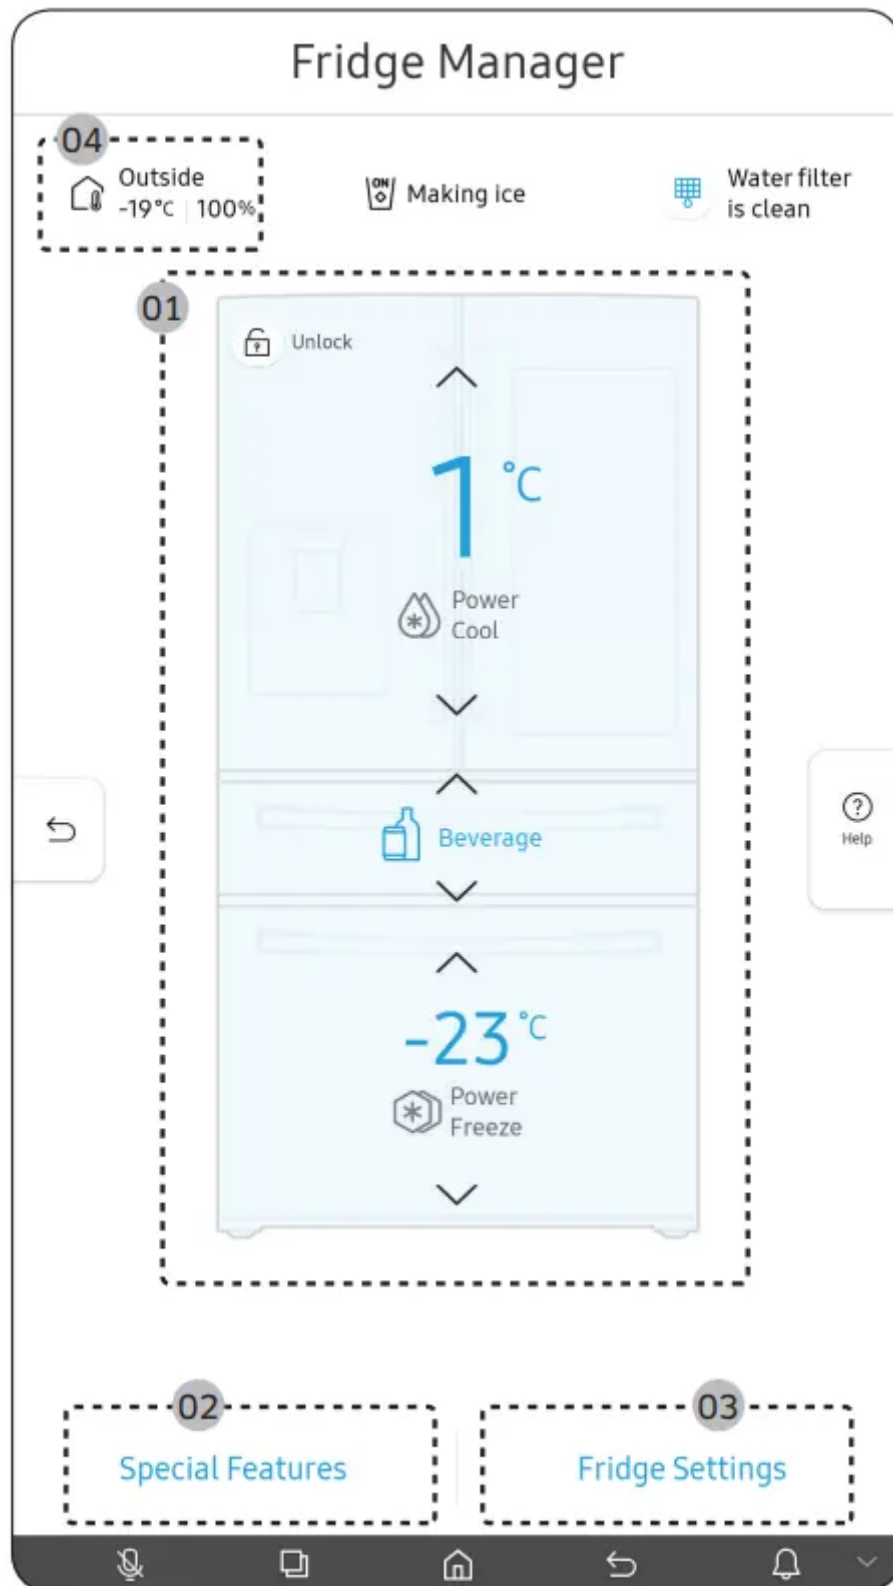 Fridge Manager
04
Outside
-19°C | 100%
ON
Making ice
Water filter
is clean
01
Unlock
1 °C
Power
Cool
Beverage
Help
-23 °C
Power
Freeze
02
03
Special Features
Fridge Settings